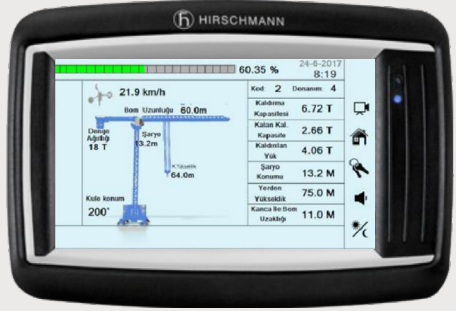 HIRSCHMANN
60.35 %
24-6-2017
8:19
21.9 km/h
Bom Uzunluğu 60.0m
Denge
Ağırlığı
18 T
Şaryo
13.2m
Yükseklik
64.0m
Kule konum
200°
Kod 2 Donanım 4
Kaldırma
Kapasitesi 6.72 T
Kalan Kal.
Kapasite 2.66 T
Kaldırılan
Yük 4.06 T
Şaryo
Konumu 13.2 M
Yerden
Yükseklik 75.0 M
Kanca İle Bom
Uzaklığı 11.0 M